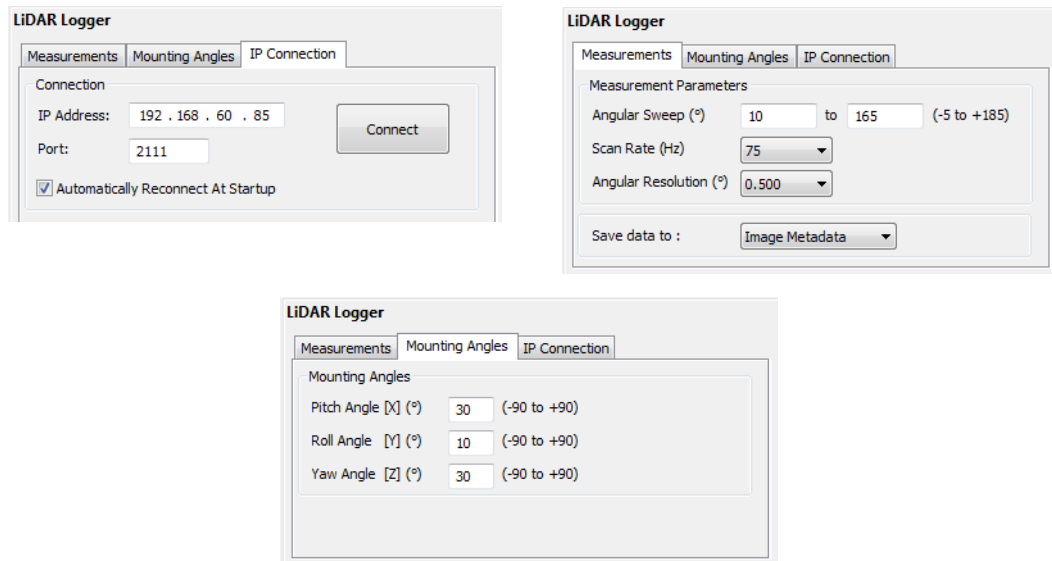 LiDAR Logger
Measurements Mounting Angles IP Connection
Connection
IP Address: 192 . 168 . 60 . 85
Connect
Port: 2111
Automatically Reconnect At Startup
LiDAR Logger
Measurements Mounting Angles IP Connection
Measurement Parameters
Angular Sweep (°) 10 to 165 (-5 to +185)
Scan Rate (Hz) 75
Angular Resolution (°) 0.500
Save data to : Image Metadata
LiDAR Logger
Measurements Mounting Angles IP Connection
Mounting Angles
Pitch Angle [X] (°) 30 (-90 to +90)
Roll Angle [Y] (°) 10 (-90 to +90)
Yaw Angle [Z] (°) 30 (-90 to +90)